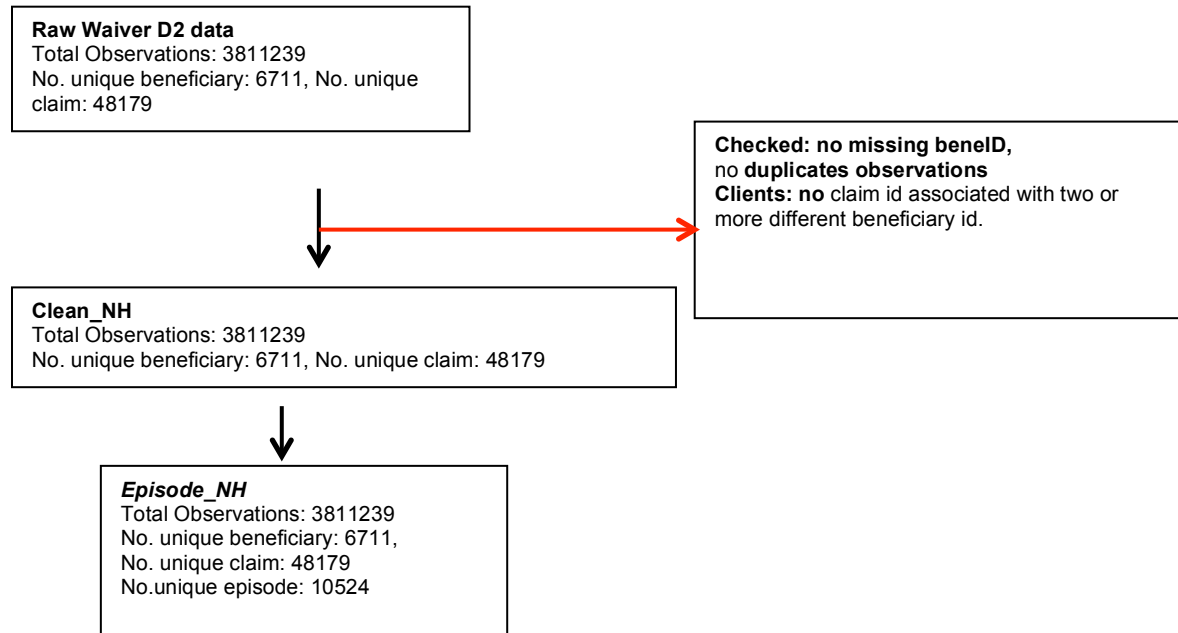 Raw Waiver D2 data
Total Observations: 3811239
No. unique beneficiary: 6711, No. unique
claim: 48179
Checked: no missing beneID,
no duplicates observations
Clients: no claim id associated with two or
more different beneficiary id.
Clean_NH
Total Observations: 3811239
No. unique beneficiary: 6711, No. unique claim: 48179
Episode_NH
Total Observations: 3811239
No. unique beneficiary: 6711,
No. unique claim: 48179
No.unique episode: 10524